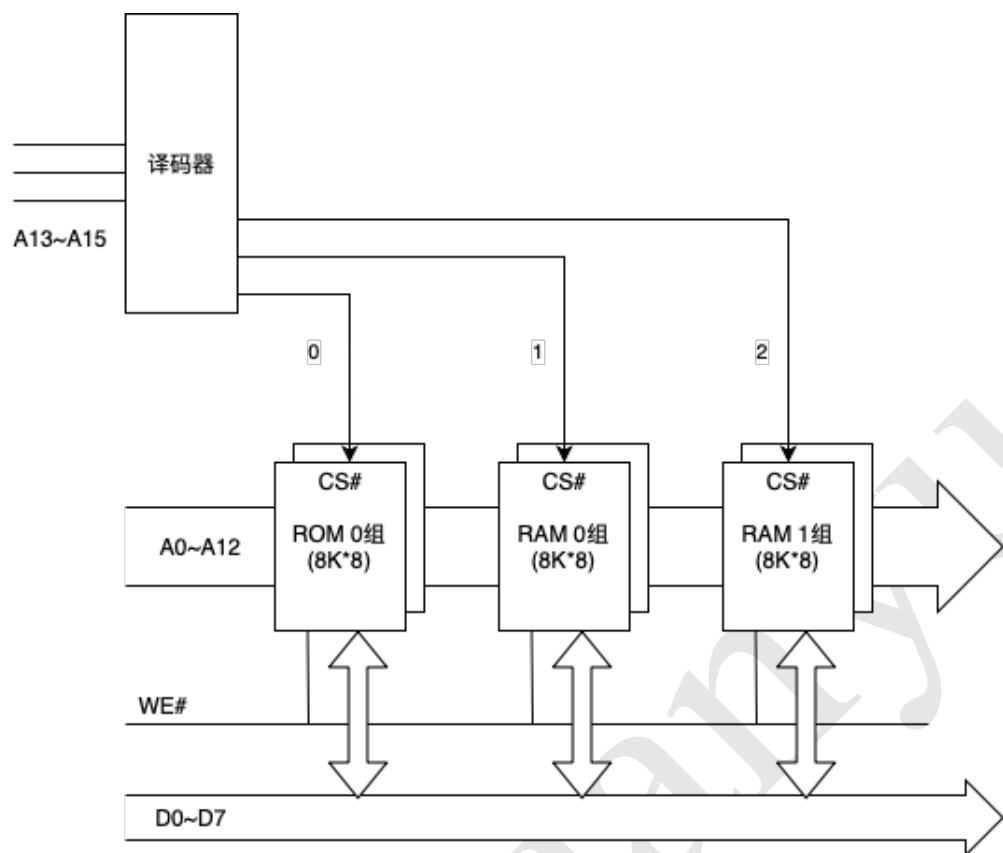 译码器
A13~A15
0
1
2
CS#
ROM 0组
(8K*8)
CS#
RAM 0组
(8K*8)
CS#
RAM 1组
(8K*8)
A0~A12
WE#
D0~D7